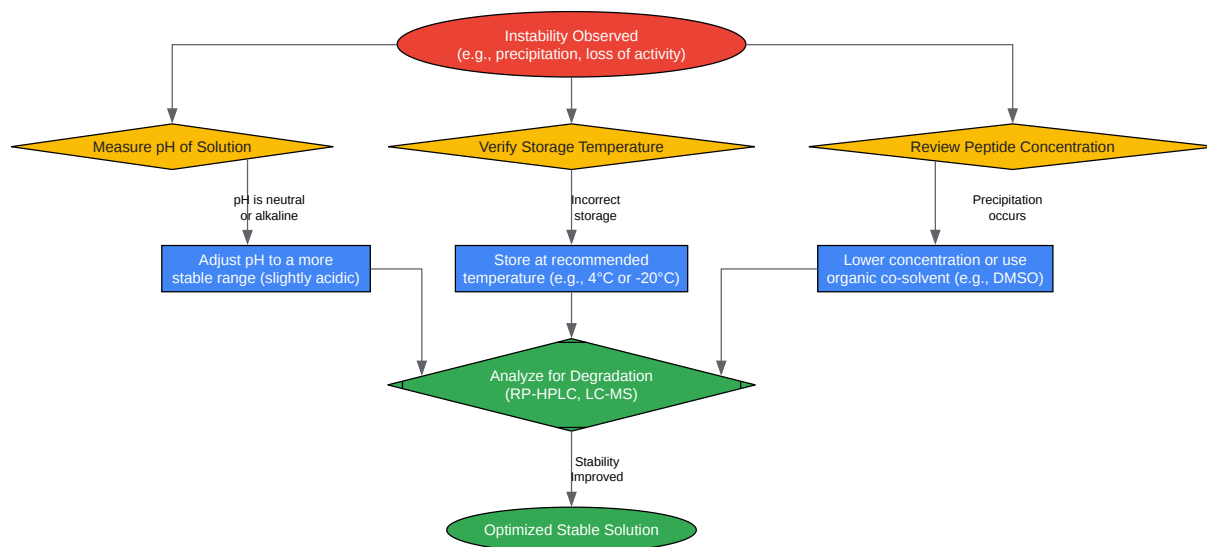 Instability Observed
(e.g., precipitation, loss of activity)
Measure pH of Solution
Verify Storage Temperature
Review Peptide Concentration
pH is neutral
or alkaline
Incorrect
storage
Precipitation
occurs
Adjust pH to a more
stable range (slightly acidic)
Store at recommended
temperature (e.g., 4°C or -20°C)
Lower concentration or use
organic co-solvent (e.g., DMSO)
Analyze for Degradation
(RP-HPLC, LC-MS)
Stability
Improved
Optimized Stable Solution